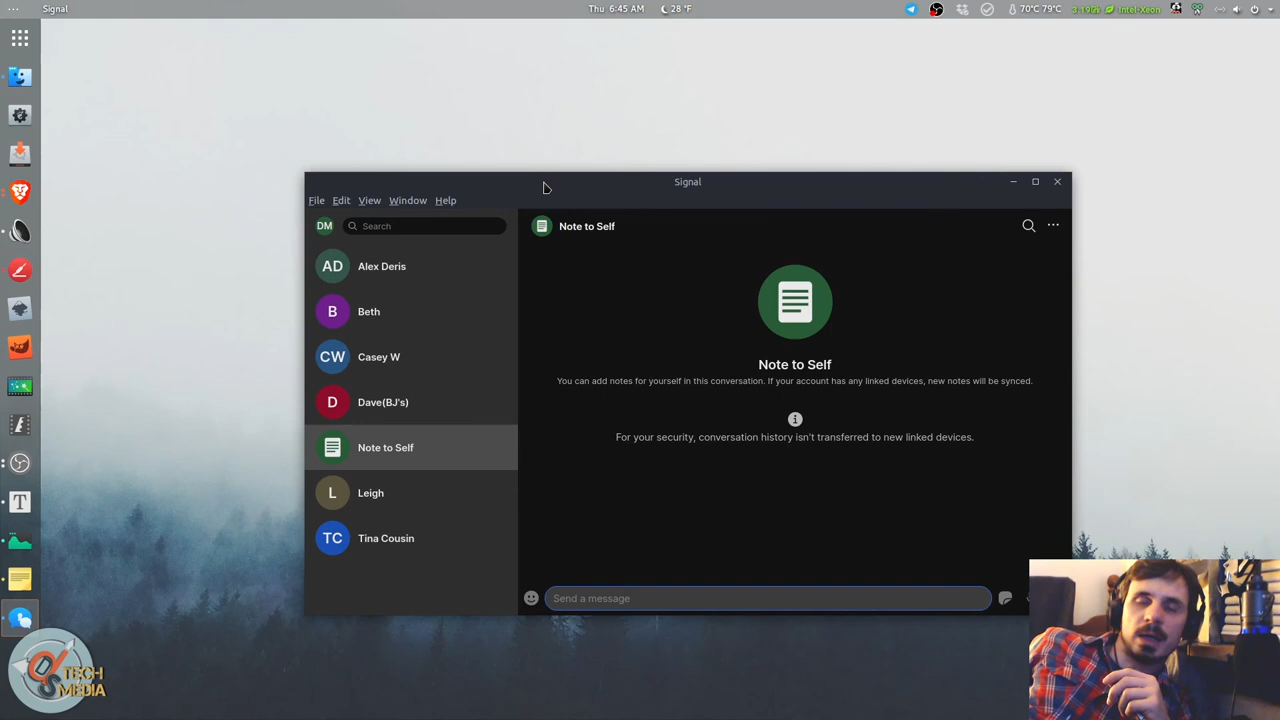 Signal
Thu 6:45 AM
28 °F
70°C 79°C
Intel-Xeon
Signal
File Edit View Window Help
DM
Search
Note to Self
AD
Alex Deris
B
Beth
CW
Casey W
D
Dave(BJ's)
Note to Self
L
Leigh
TC
Tina Cousin
Note to Self
You can add notes for yourself in this conversation. If your account has any linked devices, new notes will be synced.
For your security, conversation history isn't transferred to new linked devices.
Send a message
T
TECH
MEDIA